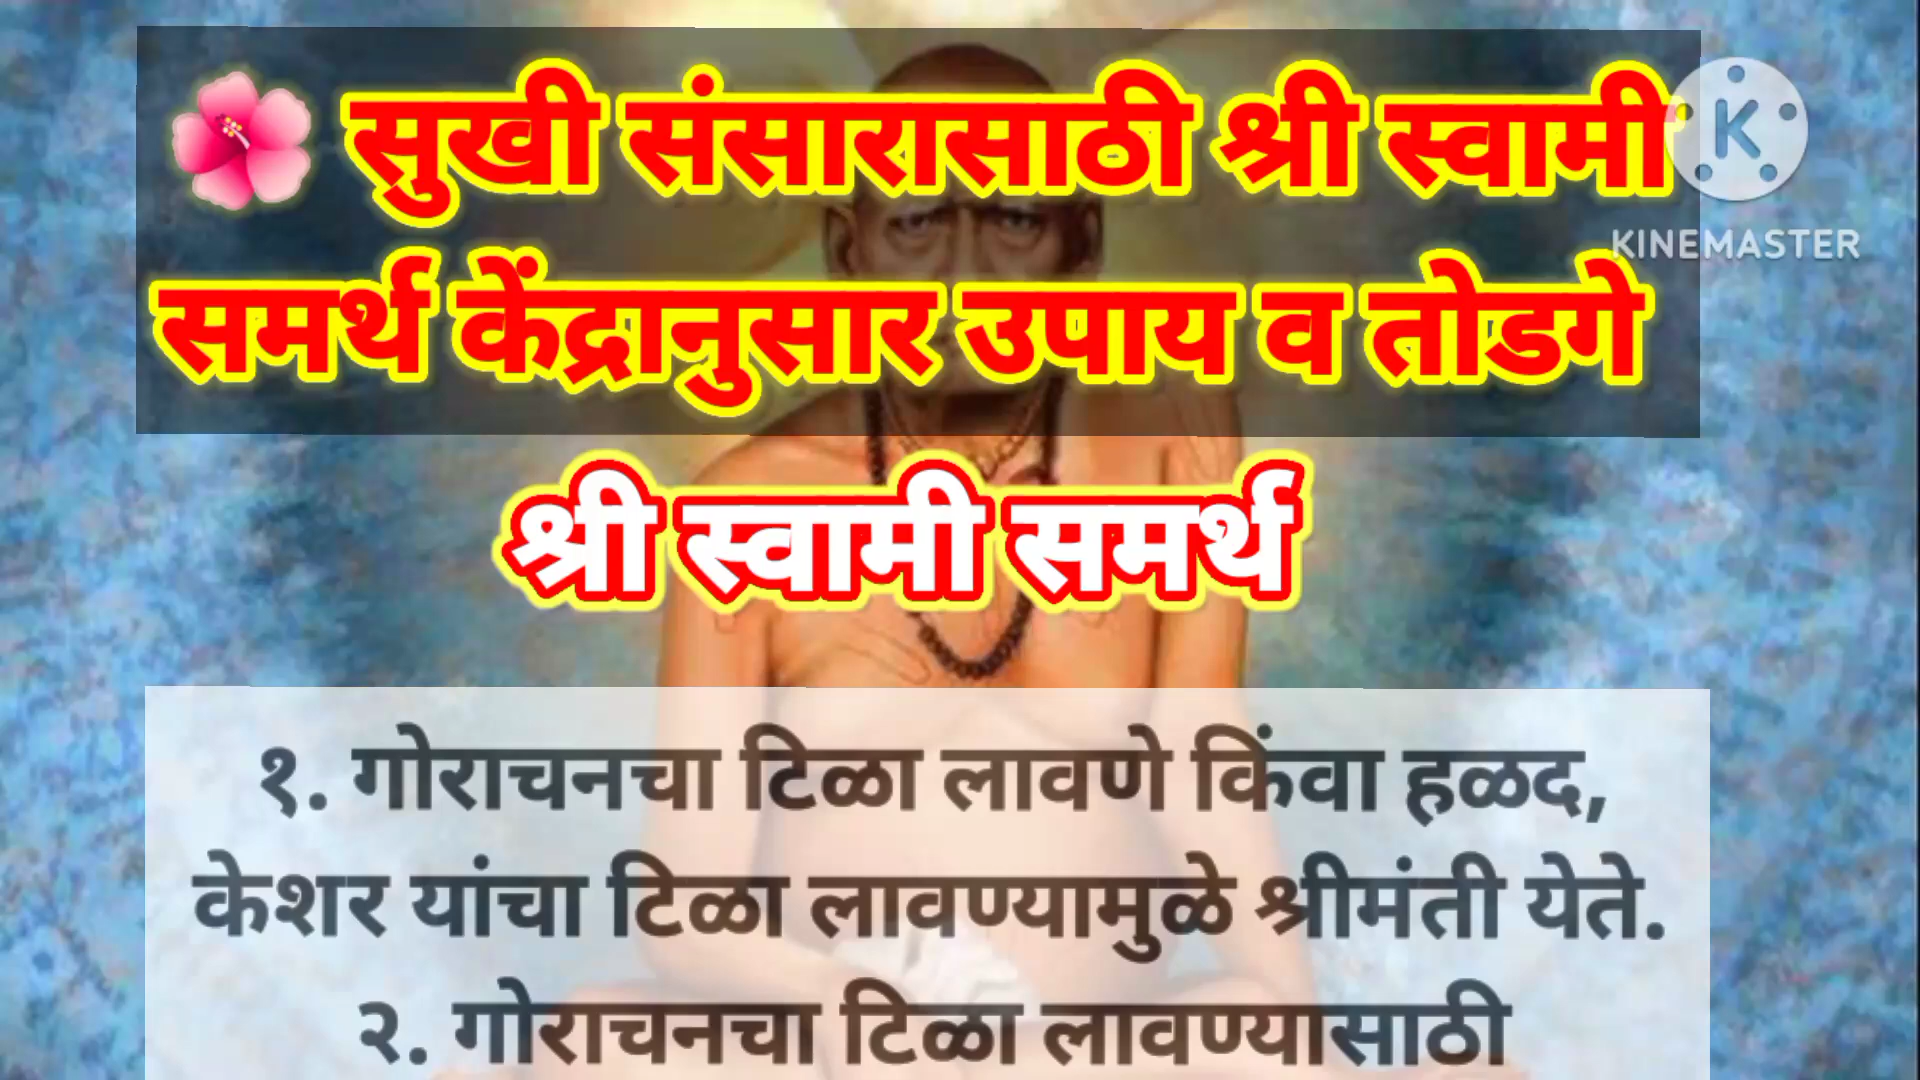 🌺 सुखी संसारासाठी श्री स्वामी
समर्थ केंद्रानुसार उपाय व तोडगे
K
KINEMASTER
श्री स्वामी समर्थ
१. गोराचनचा टिळा लावणे किंवा हळद,
केशर यांचा टिळा लावण्यामुळे श्रीमंती येते.
२. गोराचनचा टिळा लावण्यासाठी